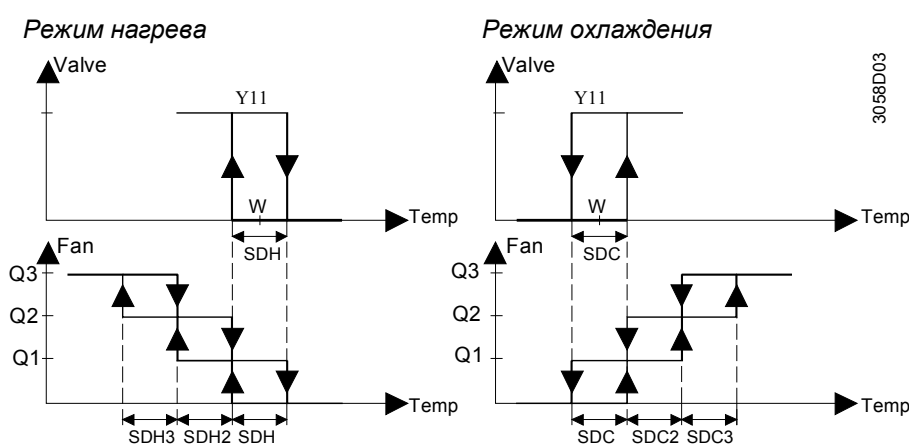 Режим нагрева
Valve
Y11
W
Temp
SDH
Fan
Q3
Q2
Q1
Temp
SDH3 SDH2 SDH
Режим охлаждения
Valve
Y11
W
Temp
SDC
Fan
Q3
Q2
Q1
Temp
SDC SDC2 SDC3
3058D03